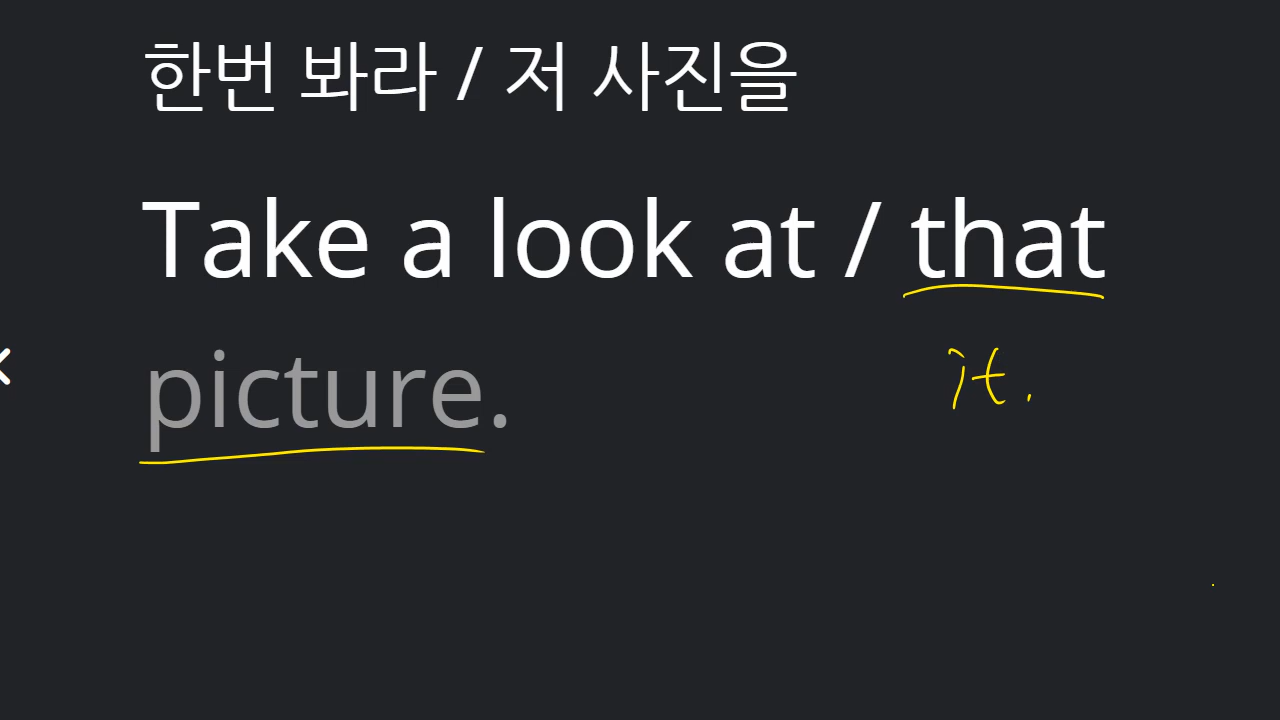 한번 봐라 / 저 사진을
Take a look at / that
picture.
it.